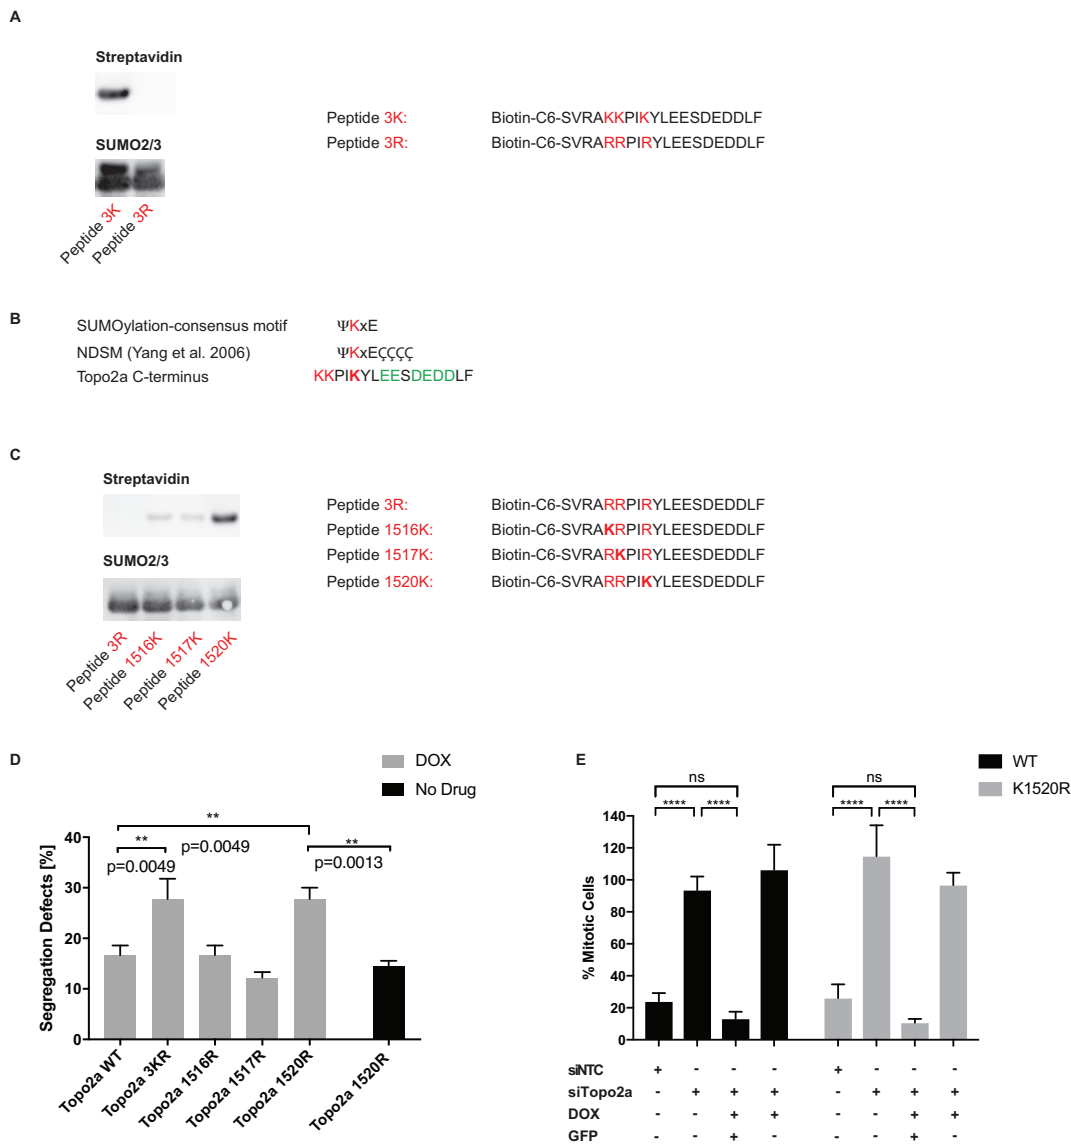 A
Streptavidin
SUMO2/3
Peptide 3K
Peptide 3R
Peptide 3K: Biotin-C6-SVRAKKPIKYLEESDEDDLF
Peptide 3R: Biotin-C6-SVRARRPIRYLEESDEDDLF
B
SUMOylation-consensus motif ΨKxE
NDSM (Yang et al. 2006) ΨKxEÇÇÇÇ
Topo2a C-terminus KKPIKYLEESDEDDLF
C
Streptavidin
SUMO2/3
Peptide 3R
Peptide 1516K
Peptide 1517K
Peptide 1520K
Peptide 3R: Biotin-C6-SVRARRPIRYLEESDEDDLF
Peptide 1516K: Biotin-C6-SVRAKRPIRYLEESDEDDLF
Peptide 1517K: Biotin-C6-SVRARKPIRYLEESDEDDLF
Peptide 1520K: Biotin-C6-SVRARRPIKYLEESDEDDLF
D
DOX
No Drug
**
** **
p=0.0049 p=0.0049 p=0.0013
Segregation Defects [%]
40
30
20
10
0
Topo2a WT
Topo2a 3KR
Topo2a 1516R
Topo2a 1517R
Topo2a 1520R
Topo2a 1520R
E
WT
K1520R
ns ns
**** **** **** ****
% Mitotic Cells
140
120
100
80
60
40
20
0
siNTC + - - - + - - -
siTopo2a - + + + - + + +
DOX - - + + - - + +
GFP - - + - - - + -